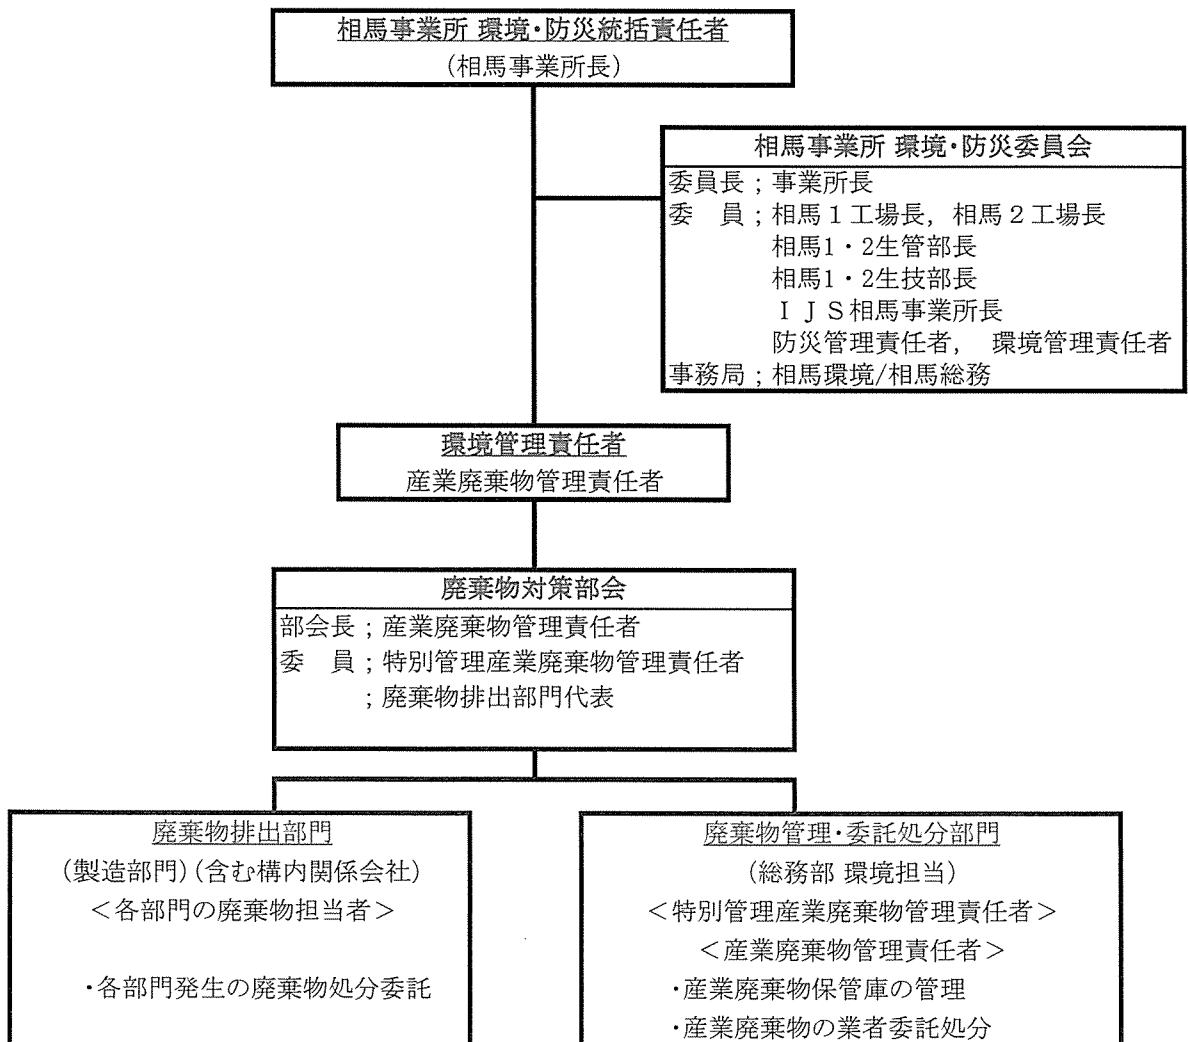 相馬事業所 環境・防災統括責任者
(相馬事業所長)
相馬事業所 環境・防災委員会
委員長；事業所長
委　員；相馬１工場長，相馬２工場長
相馬1・2生管部長
相馬1・2生技部長
ＩＪＳ相馬事業所長
防災管理責任者，　環境管理責任者
事務局；相馬環境/相馬総務
環境管理責任者
産業廃棄物管理責任者
廃棄物対策部会
部会長；産業廃棄物管理責任者
委　員；特別管理産業廃棄物管理責任者
；廃棄物排出部門代表
廃棄物排出部門
(製造部門)(含む構内関係会社)
＜各部門の廃棄物担当者＞
・各部門発生の廃棄物処分委託
廃棄物管理・委託処分部門
(総務部 環境担当)
＜特別管理産業廃棄物管理責任者＞
＜産業廃棄物管理責任者＞
・産業廃棄物保管庫の管理
・産業廃棄物の業者委託処分